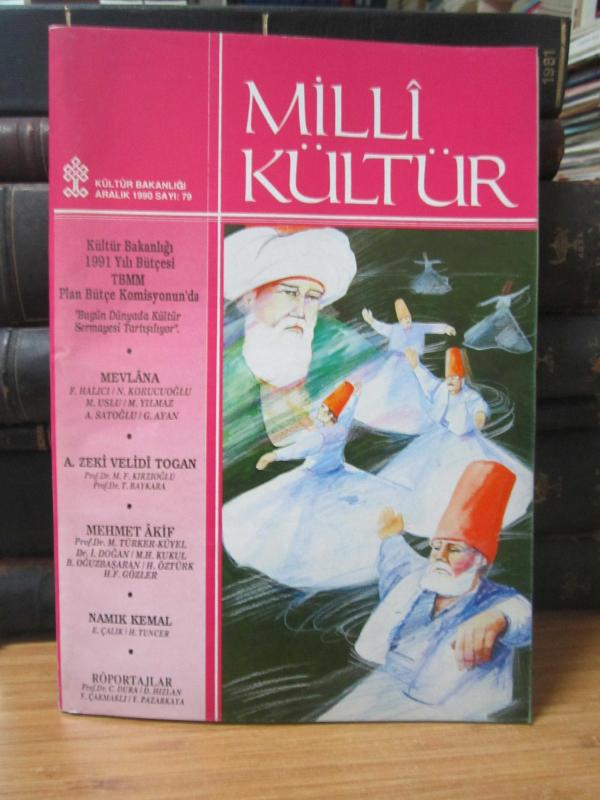 1981
MİLLÎ
KÜLTÜR
KÜLTÜR BAKANLIĞI
ARALIK 1990 SAYI: 79
Kültür Bakanlığı
1991 Yılı Bütçesi
TBMM
Plan Bütçe Komisyonun'da
"Bugün Dünyada Kültür
Sermayesi Tartışılıyor".
•
MEVLÂNA
F. HALICI / N. KORUCUOĞLU
M. USLU / M. YILMAZ
A. SATOĞLU / G. AYAN
•
A. ZEKİ VELİDÎ TOGAN
Prof.Dr. M. F. KIRZIOĞLU
Prof.Dr. T. BAYKARA
•
MEHMET ÂKİF
Prof.Dr. M. TÜRKER-KÜYEL
Dr. İ. DOĞAN / M.H. KUKUL
B. OĞUZBAŞARAN / H. ÖZTÜRK
H.F. GÖZLER
•
NAMIK KEMAL
E. ÇALIK / H. TUNCER
•
RÖPORTAJLAR
Prof.Dr. C. DURA / D. HIZLAN
Y. ÇAKMAKLI / Y. PAZARKAYA